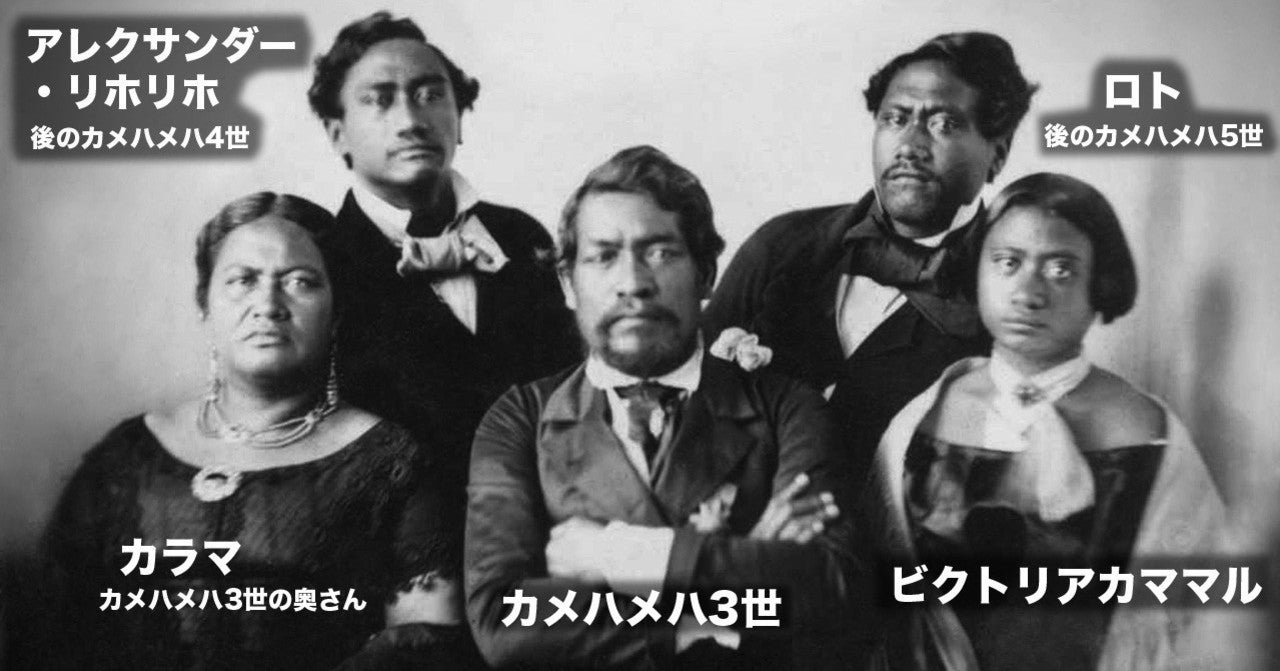 アレクサンダー
・リホリホ
後のカメハメハ4世
ロト
後のカメハメハ5世
カラマ
カメハメハ3世の奥さん
カメハメハ3世
ビクトリアカママル